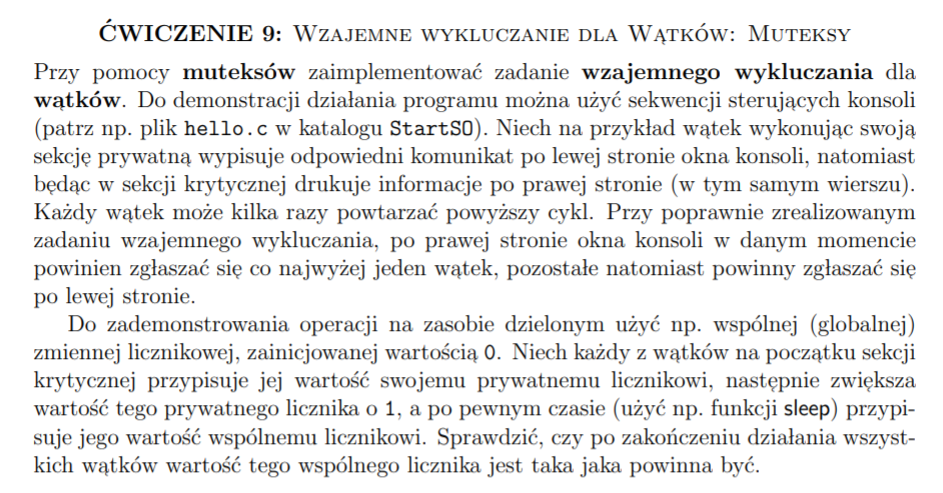 ĆWICZENIE 9: WZAJEMNE WYKLUCZANIE DLA WĄTKÓW: MUTEKSY
Przy pomocy muteksów zaimplementować zadanie wzajemnego wykluczania dla
wątków. Do demonstracji działania programu można użyć sekwencji sterujących konsoli
(patrz np. plik hello.c w katalogu StartSO). Niech na przykład wątek wykonując swoją
sekcję prywatną wypisuje odpowiedni komunikat po lewej stronie okna konsoli, natomiast
będąc w sekcji krytycznej drukuje informacje po prawej stronie (w tym samym wierszu).
Każdy wątek może kilka razy powtarzać powyższy cykl. Przy poprawnie zrealizowanym
zadaniu wzajemnego wykluczania, po prawej stronie okna konsoli w danym momencie
powinien zgłaszać się co najwyżej jeden wątek, pozostałe natomiast powinny zgłaszać się
po lewej stronie.
Do zademonstrowania operacji na zasobie dzielonym użyć np. wspólnej (globalnej)
zmiennej licznikowej, zainicjowanej wartością 0. Niech każdy z wątków na początku sekcji
krytycznej przypisuje jej wartość swojemu prywatnemu licznikowi, następnie zwiększa
wartość tego prywatnego licznika o 1, a po pewnym czasie (użyć np. funkcji sleep) przypi-
suje jego wartość wspólnemu licznikowi. Sprawdzić, czy po zakończeniu działania wszyst-
kich wątków wartość tego wspólnego licznika jest taka jaka powinna być.